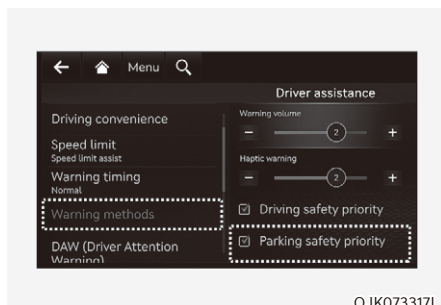 Menu
Driver assistance
Driving convenience
Speed limit
Speed limit assist
Warning timing
Normal
Warning methods
DAW (Driver Attention
Warning)
Warning volume
− 2 +
Haptic warning
− 2 +
Driving safety priority
Parking safety priority
OJK073317L